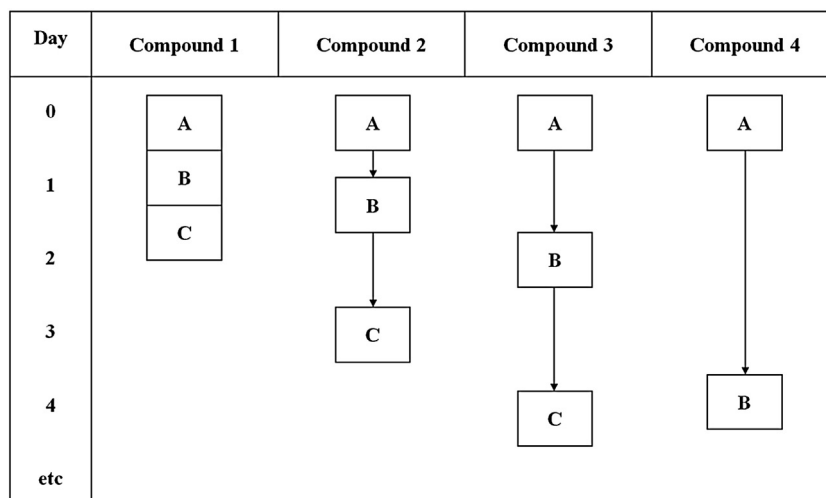 Day Compound 1 Compound 2 Compound 3 Compound 4
0 A A A A
1 B B
2 C B
3 C
4 C B
etc